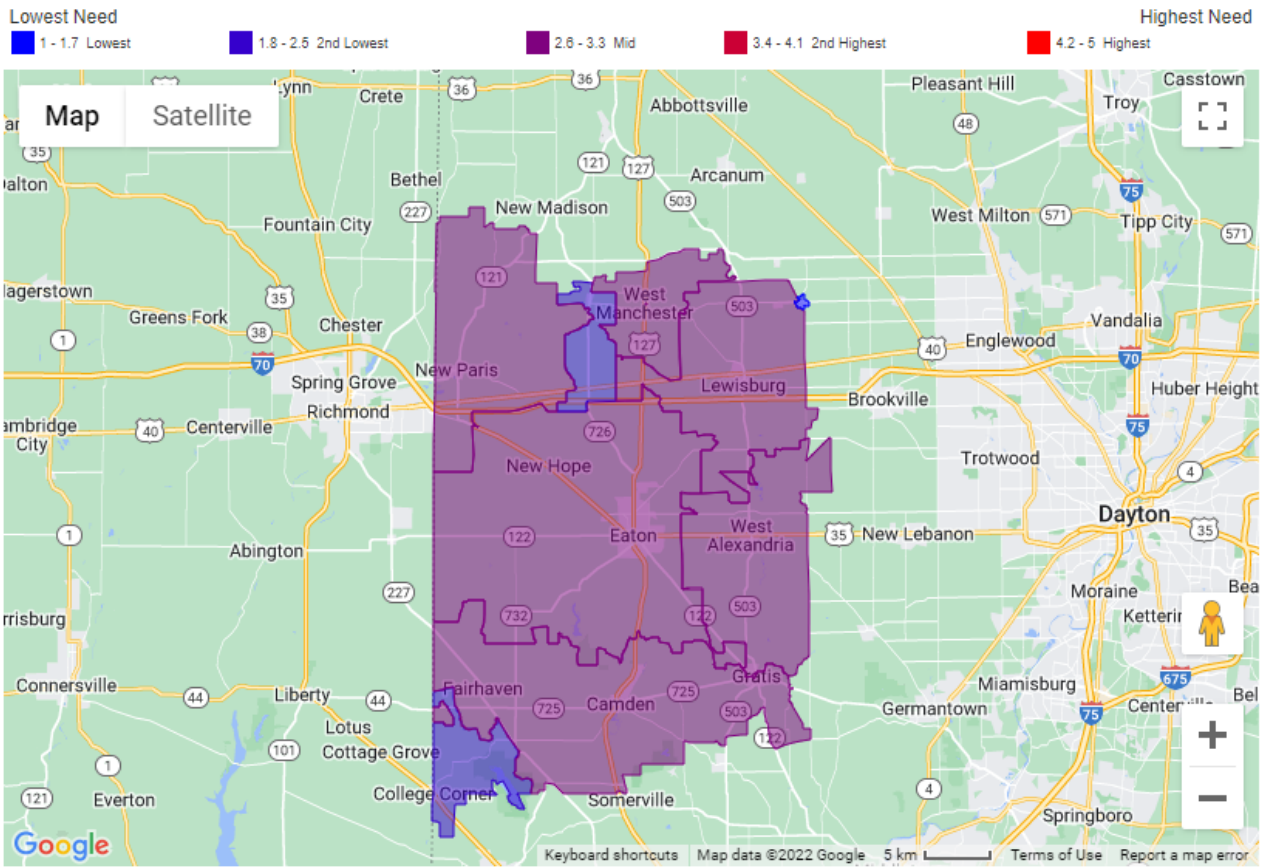 Lowest Need
Highest Need
1 - 1.7 Lowest
1.8 - 2.5 2nd Lowest
2.6 - 3.3 Mid
3.4 - 4.1 2nd Highest
4.2 - 5 Highest
Map
Satellite
Lynn
Crete
36
36
Abbottsville
Pleasant Hill
Casstown
Troy
48
35
121
127
Arcanum
75
Bethel
503
227
New Madison
West Milton
571
Tipp City
571
Fountain City
121
35
West
Manchester
503
Greens Fork
38
Chester
Vandalia
1
127
40
Englewood
70
70
New Paris
Spring Grove
Lewisburg
Huber Height
Brookville
Richmond
City
40
Centerville
726
75
New Hope
Trotwood
4
Dayton
1
122
Eaton
West
Alexandria
35
New Lebanon
35
Abington
227
Moraine
732
122
503
Connersville
44
Liberty
44
Fairhaven
725
Camden
725
Gratis
503
122
Miamisburg
675
Germantown
75
Lotus
101
Cottage Grove
1
121
Everton
College Corner
Somerville
4
Springboro
Google
Keyboard shortcuts
Map data ©2022 Google
5 km
Terms of Use
Report a map error